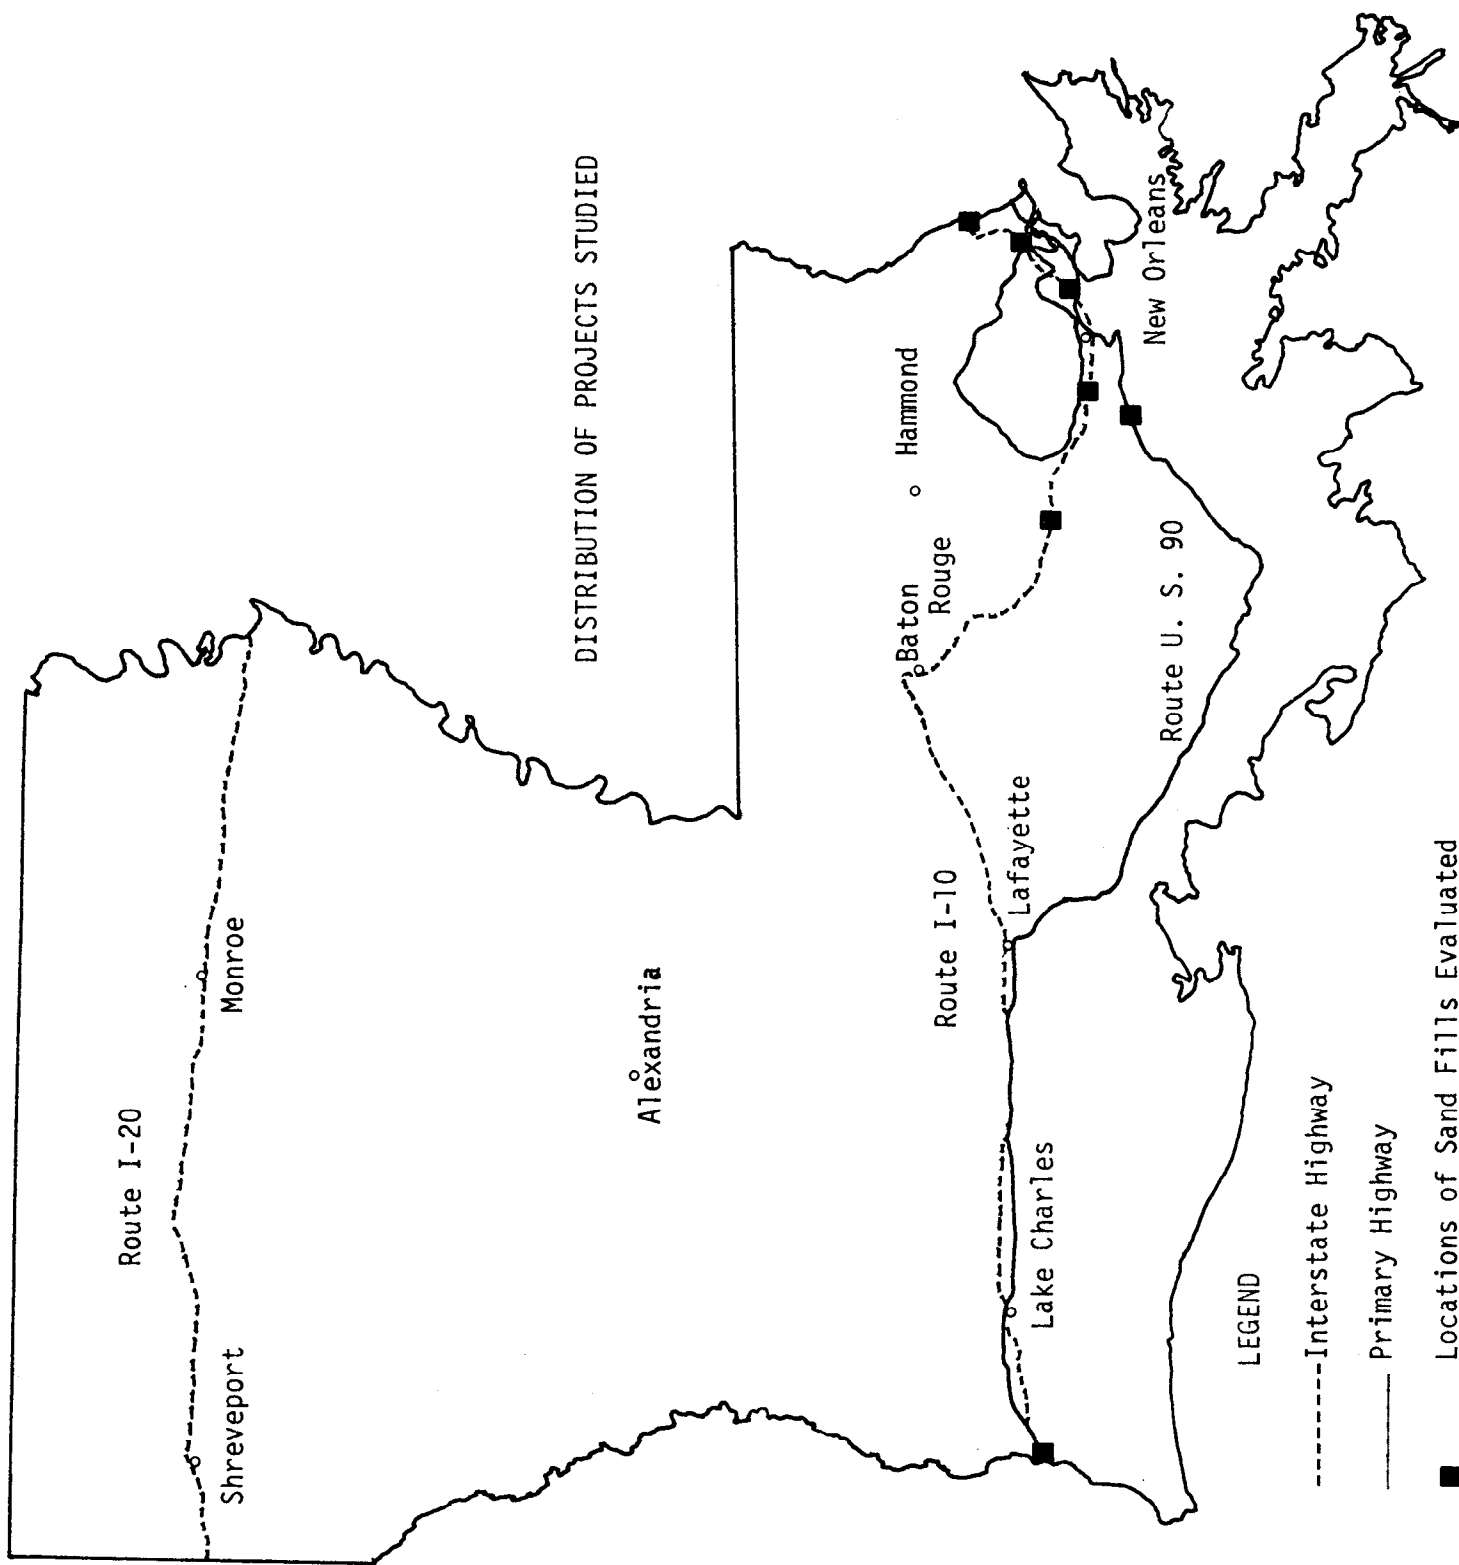 DISTRIBUTION OF PROJECTS STUDIED
Route I-20
Shreveport
Monroe
Alexandria
Route I-10
Lake Charles
Lafayette
Baton
Rouge
Hammond
New Orleans
Route U. S. 90
LEGEND
Interstate Highway
Primary Highway
Locations of Sand Fills Evaluated